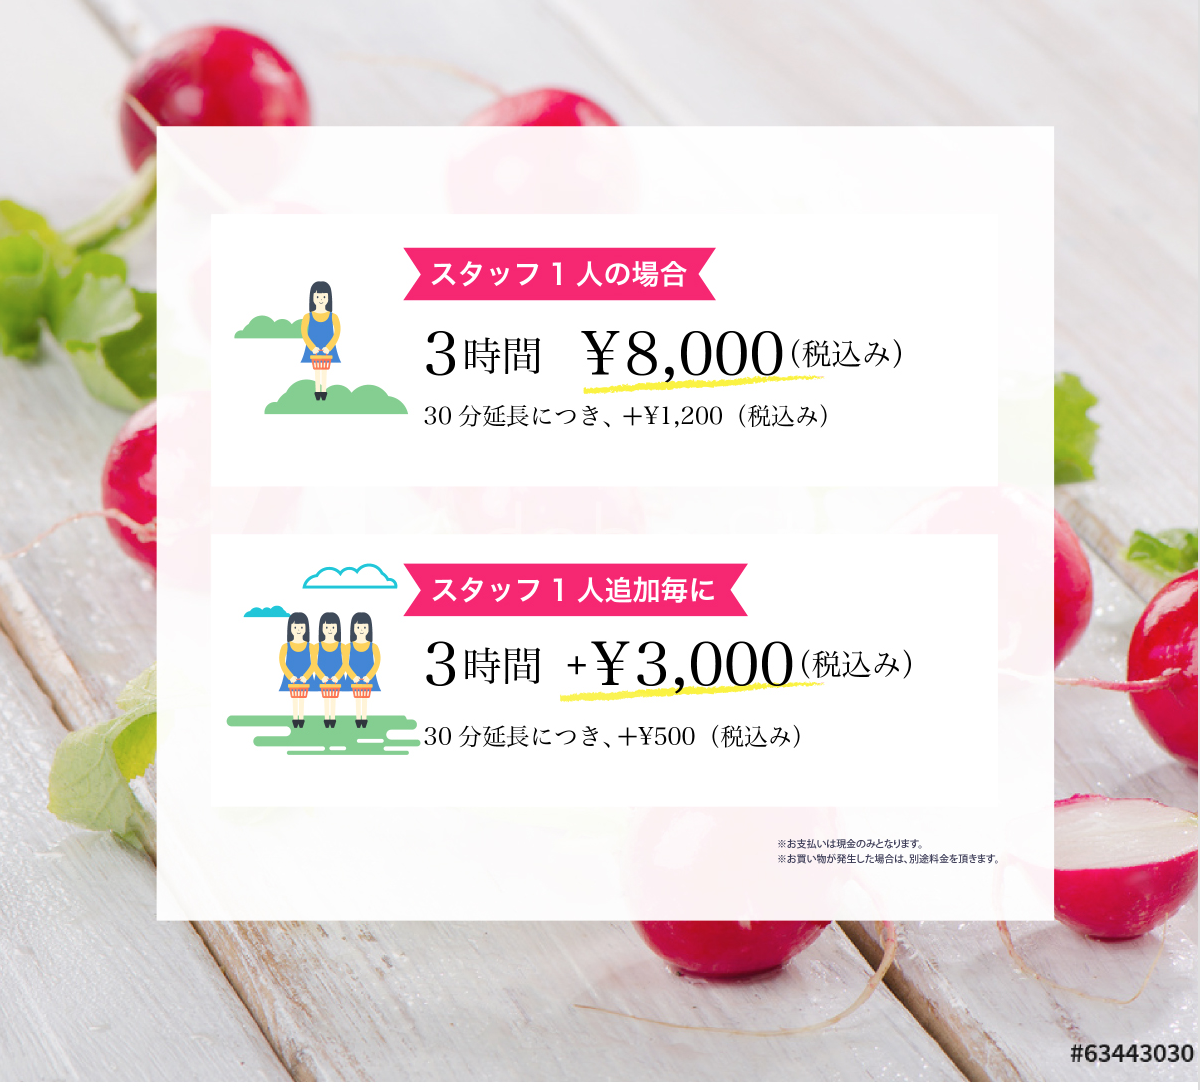 スタッフ 1 人の場合
3時間　￥8,000（税込み）
30 分延長につき、+¥1,200（税込み）
スタッフ 1 人追加毎に
3時間 +￥3,000（税込み）
30 分延長につき、+¥500（税込み）
※お支払いは現金のみとなります。
※お買い物が発生した場合は、別途料金を頂きます。
#63443030